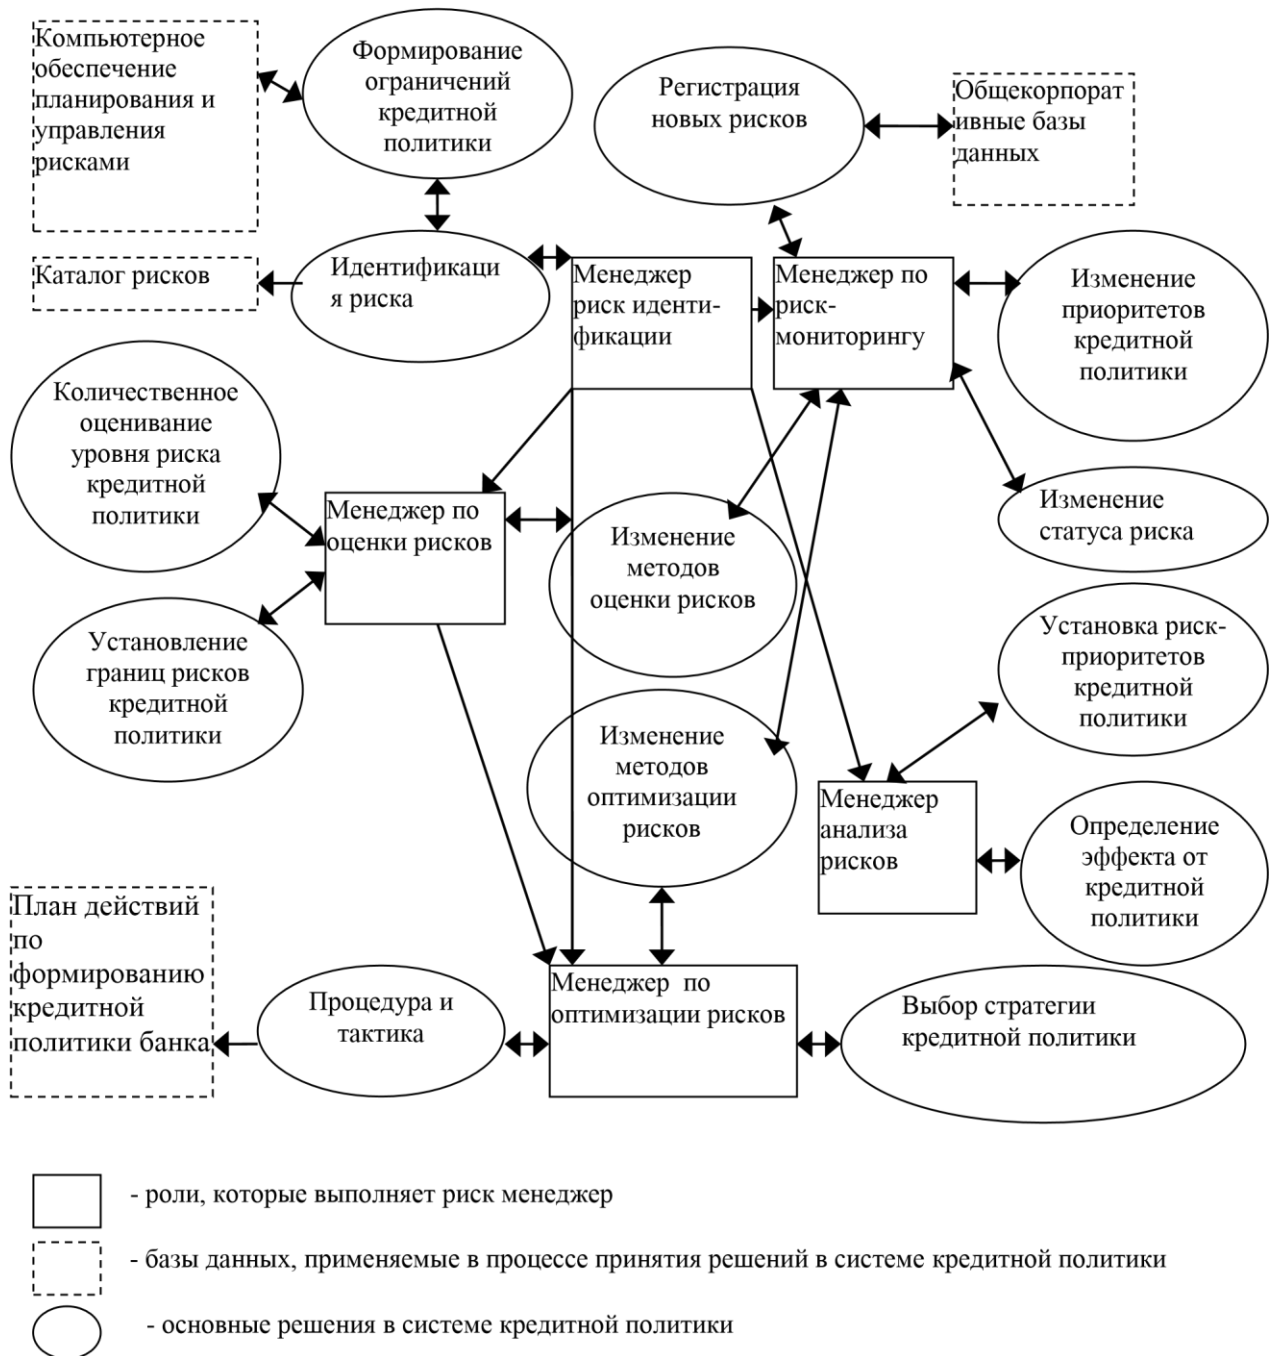 Компьютерное
обеспечение
планирования и
управления
рисками
Формирование
ограничений
кредитной
политики
Регистрация
новых рисков
Общекорпорат
ивные базы
данных
Каталог рисков
Идентификаци
я риска
Менеджер
риск иденти-
фикации
Менеджер по
риск-
мониторингу
Изменение
приоритетов
кредитной
политики
Количественное
оценивание
уровня риска
кредитной
политики
Менеджер по
оценки рисков
Изменение
методов
оценки рисков
Изменение
статуса риска
Установление
границ рисков
кредитной
политики
Установка риск-
приоритетов
кредитной
политики
Изменение
методов
оптимизации
рисков
Менеджер
анализа
рисков
Определение
эффекта от
кредитной
политики
План действий
по
формированию
кредитной
политики банка
Процедура и
тактика
Менеджер по
оптимизации рисков
Выбор стратегии
кредитной политики
- роли, которые выполняет риск менеджер
- базы данных, применяемые в процессе принятия решений в системе кредитной политики
- основные решения в системе кредитной политики